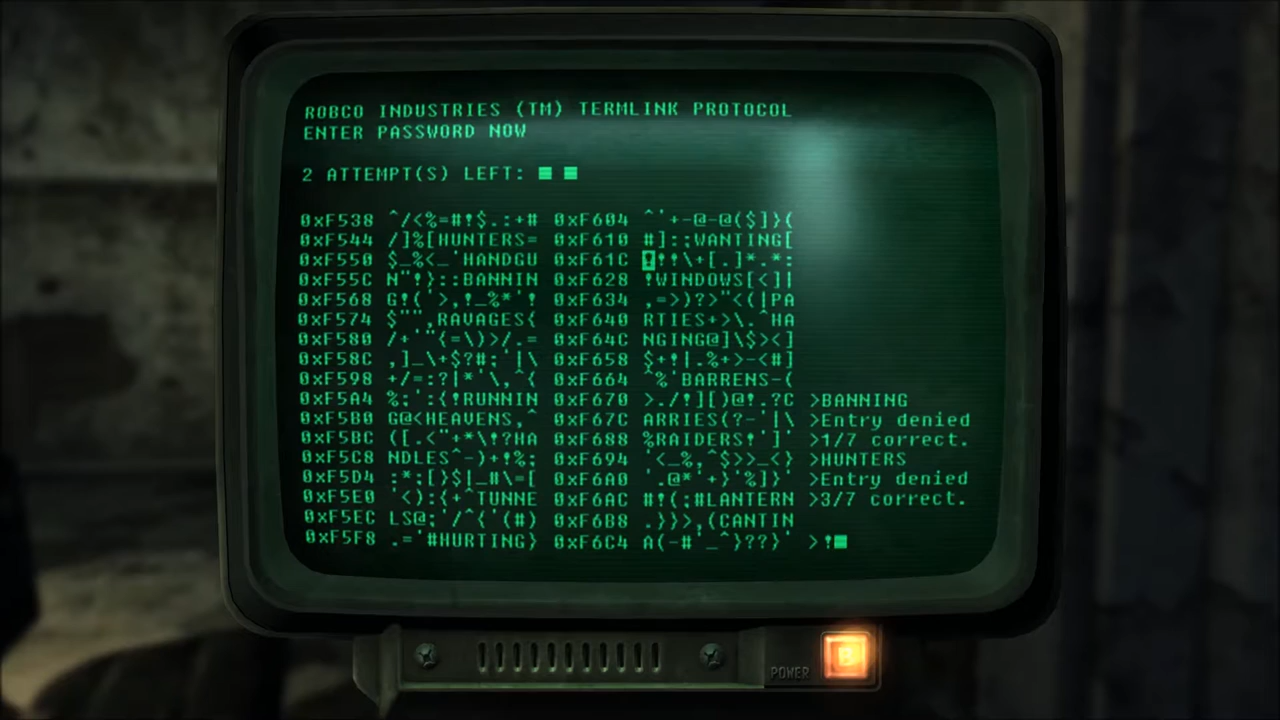 ROBCO INDUSTRIES (TM) TERMLINK PROTOCOL
ENTER PASSWORD NOW
2 ATTEMPT(S) LEFT: ■ ■
0xF538 ^/<%=#!$.:+# 0xF604 ^'+-@-@($]}(
0xF544 /]%[HUNTERS= 0xF610 #]:;WANTING[
0xF550 $_%<_'HANDGU 0xF61C !!!\+[.]*.*:
0xF55C N"!}::BANNIN 0xF628 !WINDOWS[<]|
0xF568 G!('>,!_%*'! 0xF634 ,=>)?>"<(|PA
0xF574 $"",RAVAGES{ 0xF640 RTIES+>\.^HA
0xF580 /+'"{=\)>/.= 0xF64C NGING@]\$><]
0xF58C ,]_\+$?#;'|\ 0xF658 $+!|.%+>-<#]
0xF598 +/=:?|*'\,^{ 0xF664 ^%'BARRENS-(
0xF5A4 %;':{!RUNNIN 0xF670 >./!][)@!.?C >BANNING
0xF5B0 G@<HEAVENS,^ 0xF67C ARRIES(?-'|\ >Entry denied
0xF5BC ([.<"+*\!?HA 0xF688 %RAIDERS!']' >1/7 correct.
0xF5C8 NDLES^-)+!%; 0xF694 '<_%,^$>>_<} >HUNTERS
0xF5D4 :*;[}$|_#\=[ 0xF6A0 '.@*'+}'%]}' >Entry denied
0xF5E0 '<):{+^TUNNE 0xF6AC #!(;#LANTERN >3/7 correct.
0xF5EC LS@;'/^{'(#) 0xF6B8 .}}>,(CANTIN
0xF5F8 .='#HURTING} 0xF6C4 A(-#'_^}??}' >!■
POWER